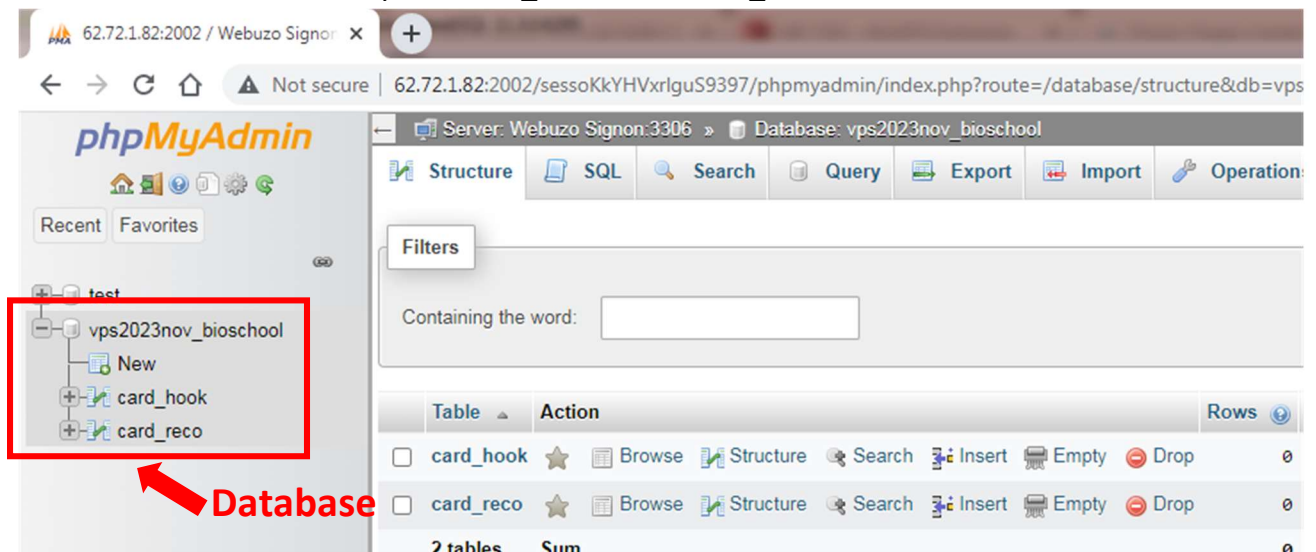 62.72.1.82:2002 / Webuzo Signon
Not secure | 62.72.1.82:2002/sessoKkYHVxrlguS9397/phpmyadmin/index.php?route=/database/structure&db=vps
phpMyAdmin
PMA
Server: Webuzo Signon:3306 » Database: vps2023nov_bioschool
Structure SQL Search Query Export Import Operation
Recent Favorites
Filters
test
Containing the word:
vps2023nov_bioschool
New
card_hook
card_reco
Table Action Rows
card_hook Browse Structure Search Insert Empty Drop 0
card_reco Browse Structure Search Insert Empty Drop 0
Database
2 tables Sum 0